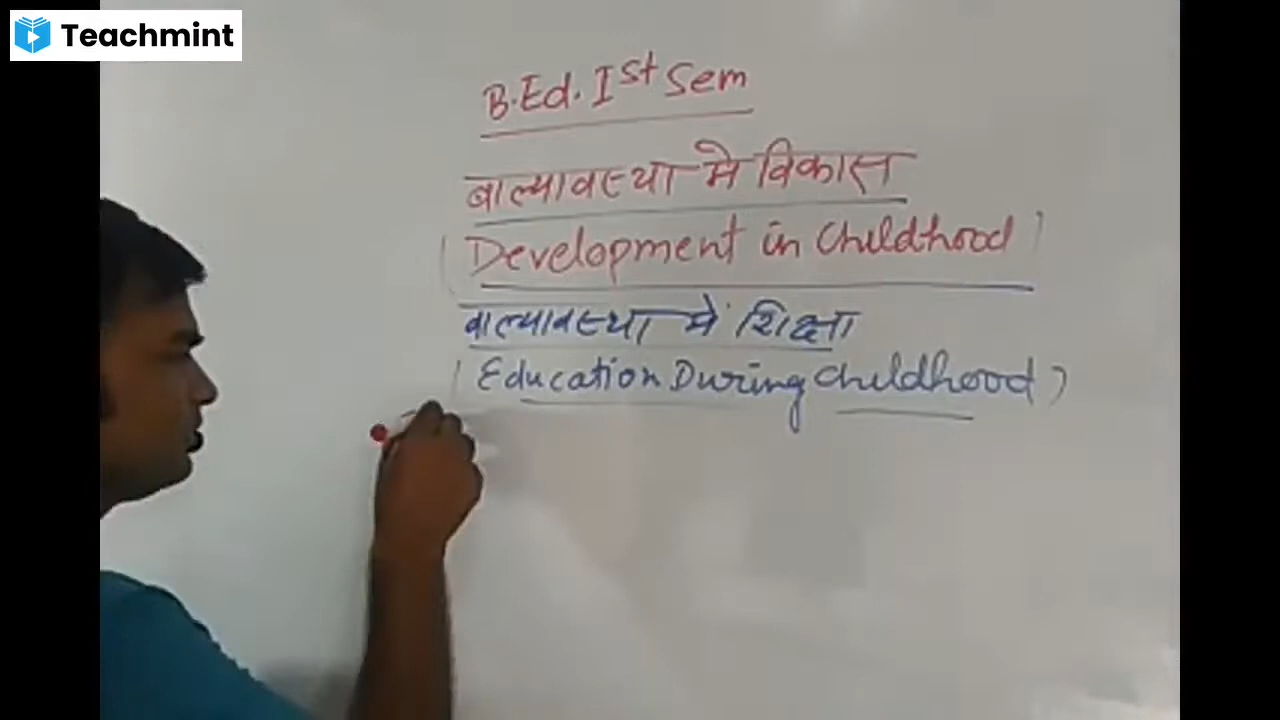 Teachmint
B.Ed. Ist Sem
बाल्यावस्था मे विकास
(Development in Childhood)
बाल्यावस्था में शिक्षा
(Education During Childhood)